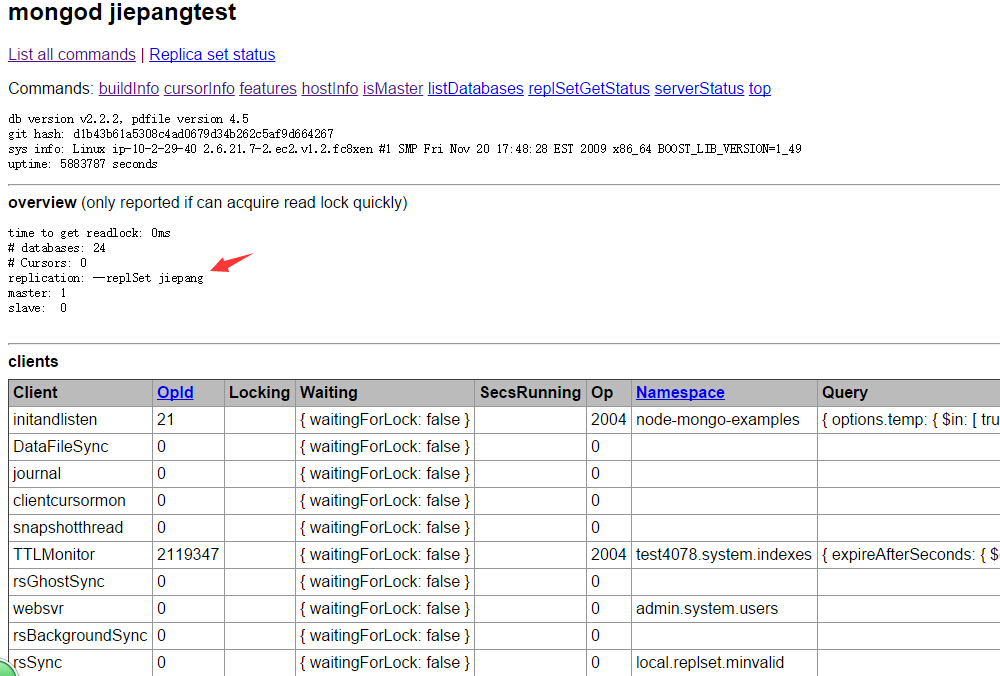 mongod jiepangtest
List all commands | Replica set status
Commands: buildInfo cursorInfo features hostInfo isMaster listDatabases replSetGetStatus serverStatus top
db version v2.2.2, pdfile version 4.5
git hash: d1b43b61a5308c4ad0679d34b262c5af9d664267
sys info: Linux ip-10-2-29-40 2.6.21.7-2.ec2.v1.2.fc8xen #1 SMP Fri Nov 20 17:48:28 EST 2009 x86_64 BOOST_LIB_VERSION=1_49
uptime: 5883787 seconds
overview (only reported if can acquire read lock quickly)
time to get readlock: 0ms
# databases: 24
# Cursors: 0
replication: --replSet jiepang
master: 1
slave: 0
clients
Client OpId Locking Waiting SecsRunning Op Namespace Query
initandlisten 21 { waitingForLock: false } 2004 node-mongo-examples { options.temp: { $in: [ tru
DataFileSync 0 { waitingForLock: false } 0
journal 0 { waitingForLock: false } 0
clientcursormon 0 { waitingForLock: false } 0
snapshotthread 0 { waitingForLock: false } 0
TTLMonitor 2119347 { waitingForLock: false } 2004 test4078.system.indexes { expireAfterSeconds: { $
rsGhostSync 0 { waitingForLock: false } 0
websvr 0 { waitingForLock: false } 0 admin.system.users
rsBackgroundSync 0 { waitingForLock: false } 0
rsSync 0 { waitingForLock: false } 0 local.replset.minvalid